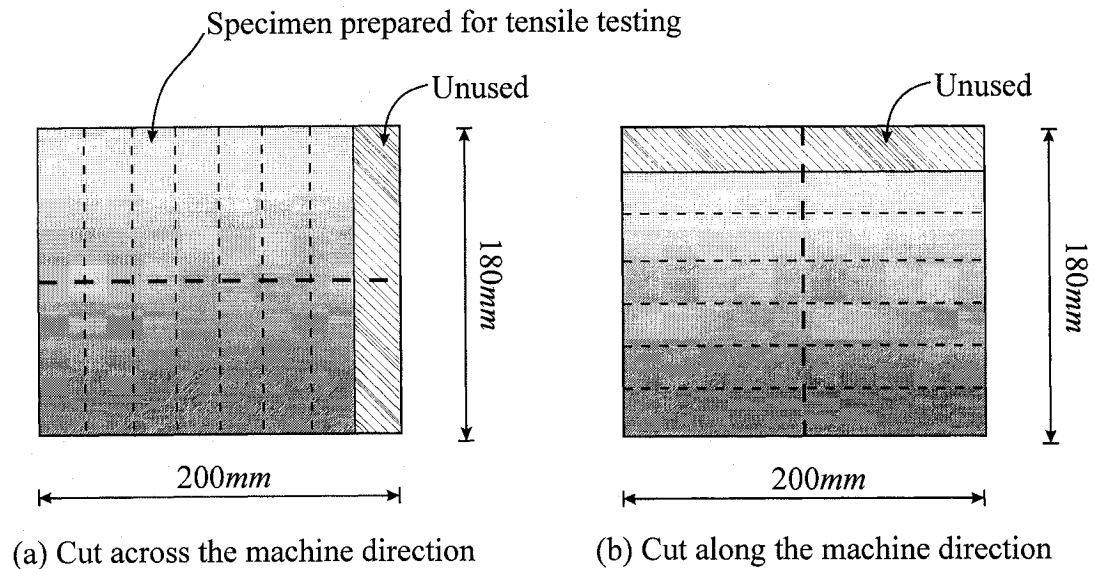 Specimen prepared for tensile testing
Unused
Unused
180mm
180mm
200mm
200mm
(a) Cut across the machine direction
(b) Cut along the machine direction